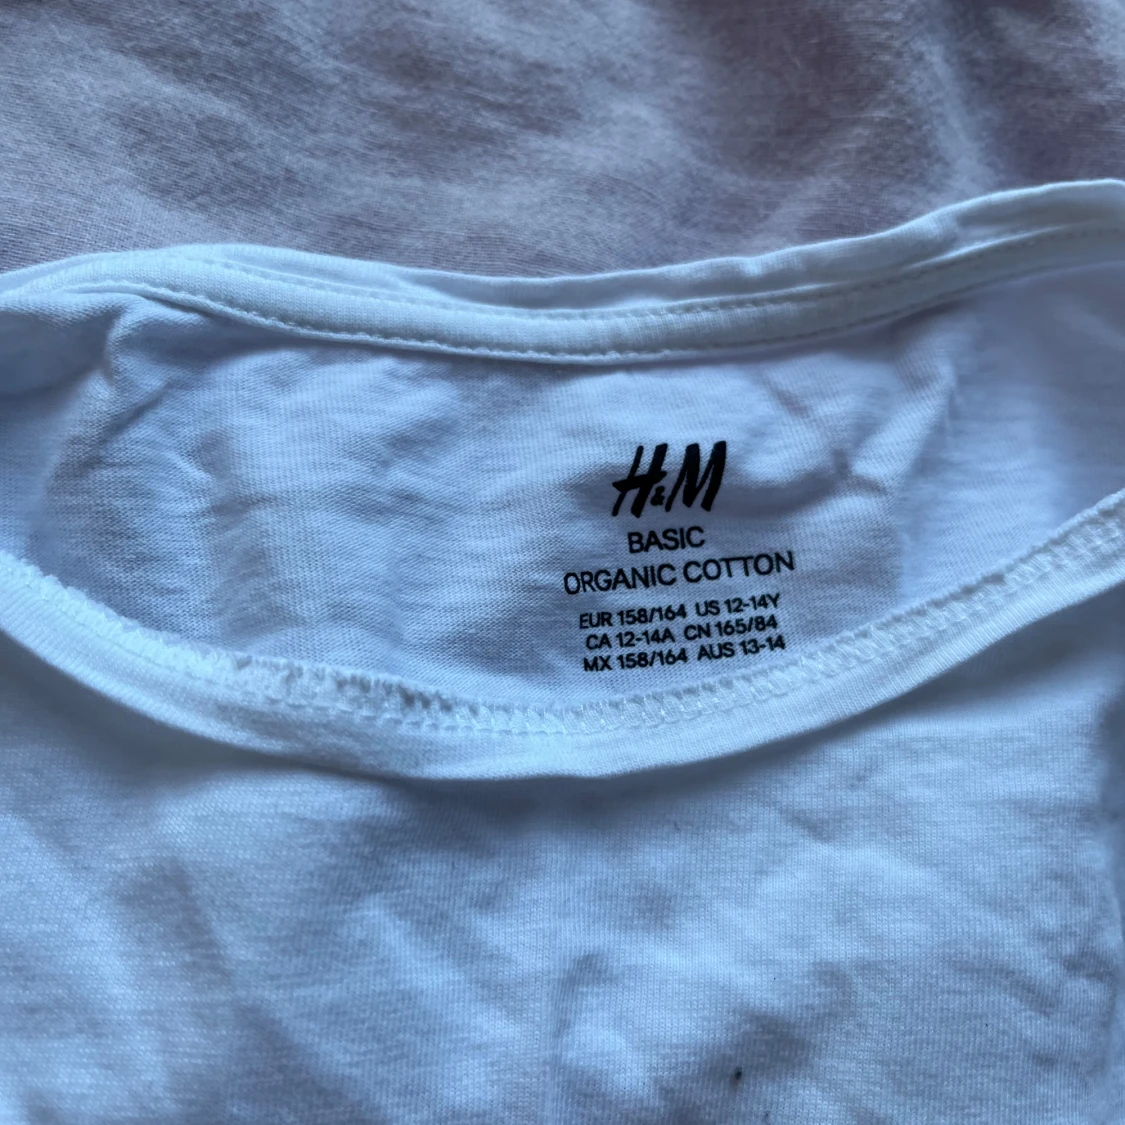 H&M
BASIC
ORGANIC COTTON
EUR 158/164 US 12-14Y
CA 12-14A CN 165/84
MX 158/164 AUS 13-14